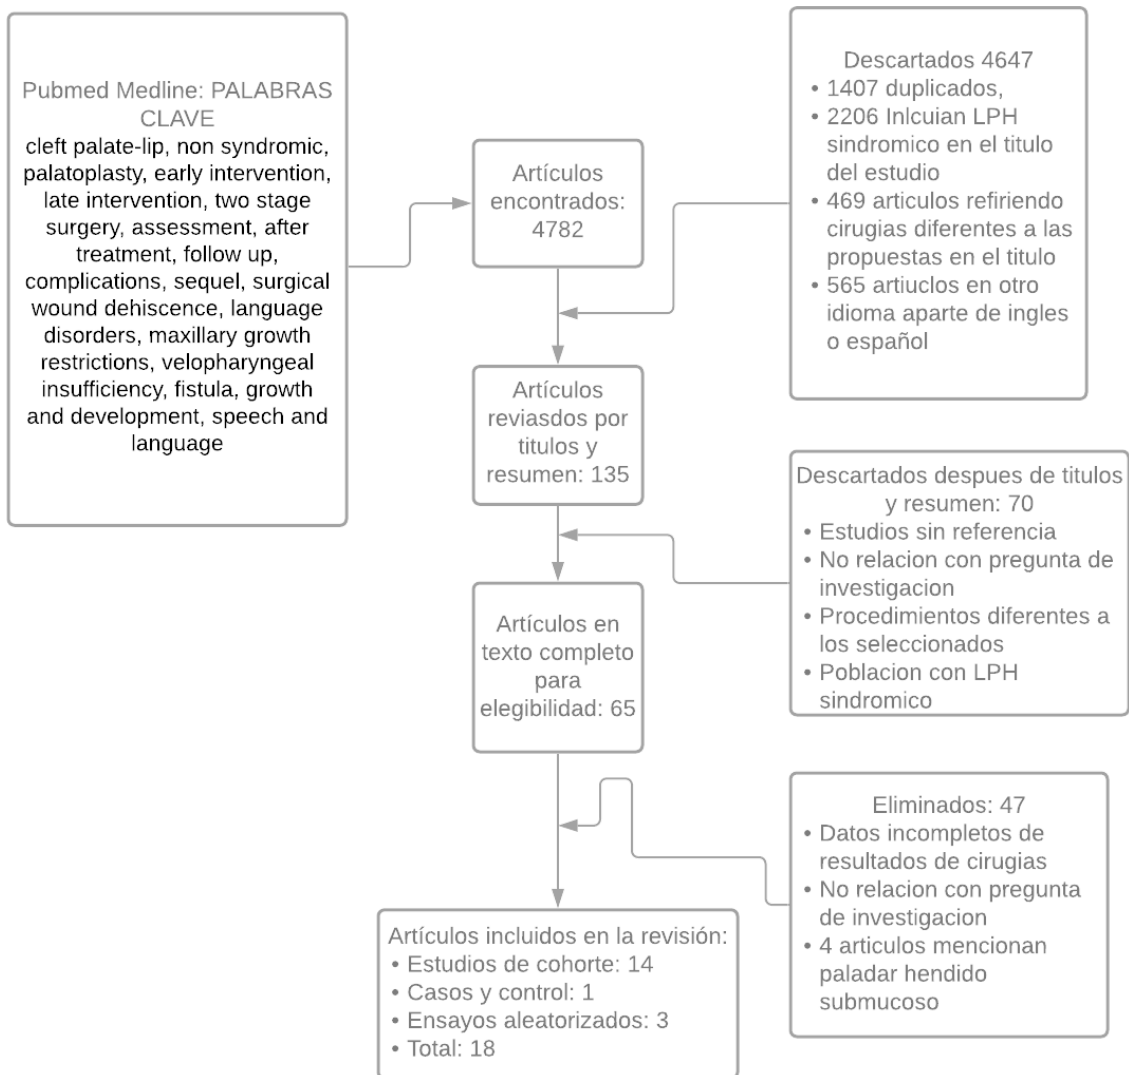 Pubmed Medline: PALABRAS
CLAVE
cleft palate-lip, non syndromic,
palatoplasty, early intervention,
late intervention, two stage
surgery, assessment, after
treatment, follow up,
complications, sequel, surgical
wound dehiscence, language
disorders, maxillary growth
restrictions, velopharyngeal
insufficiency, fistula, growth
and development, speech and
language
Artículos
encontrados:
4782
Descartados 4647
• 1407 duplicados,
• 2206 Inlcuian LPH
sindromico en el titulo
del estudio
• 469 articulos refiriendo
cirugias diferentes a las
propuestas en el titulo
• 565 artiuclos en otro
idioma aparte de ingles
o español
Artículos
reviasdos por
titulos y
resumen: 135
Descartados despues de titulos
y resumen: 70
• Estudios sin referencia
• No relacion con pregunta de
investigacion
• Procedimientos diferentes a
los seleccionados
• Poblacion con LPH
sindromico
Artículos en
texto completo
para
elegibilidad: 65
Eliminados: 47
• Datos incompletos de
resultados de cirugias
• No relacion con pregunta
de investigacion
• 4 articulos mencionan
paladar hendido
submucoso
Artículos incluidos en la revisión:
• Estudios de cohorte: 14
• Casos y control: 1
• Ensayos aleatorizados: 3
• Total: 18